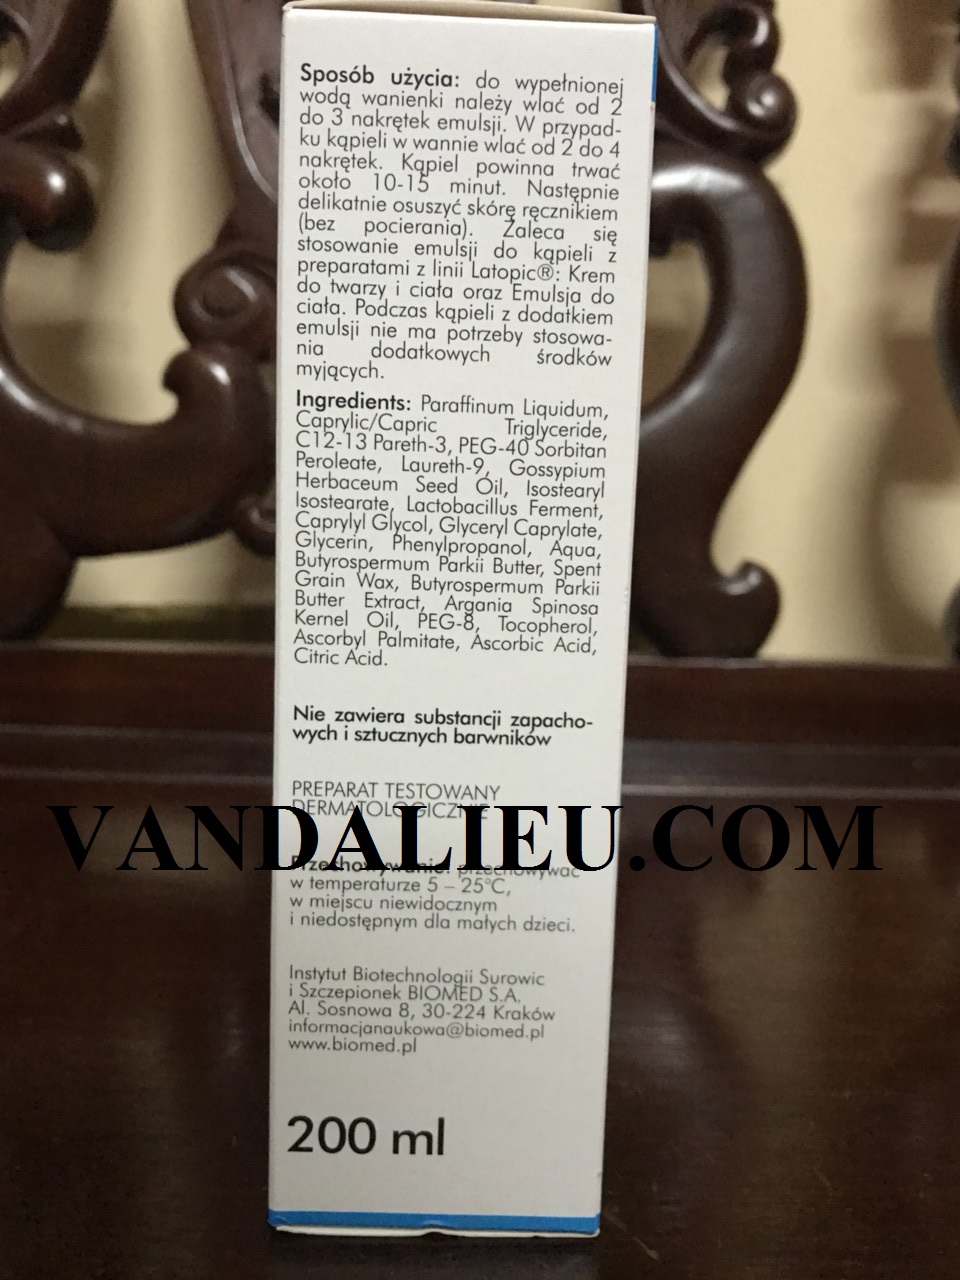 Sposób użycia: do wypełnionej
wodą wanienki należy wlać od 2
do 3 nakrętek emulsji. W przypad-
ku kąpieli w wannie wlać od 2 do 4
nakrętek. Kąpiel powinna trwać
około 10-15 minut. Następnie
delikatnie osuszyć skórę ręcznikiem
(bez pocierania). Zaleca się
stosowanie emulsji do kąpieli z
preparatami z linii Latopic®: Krem
do twarzy i ciała oraz Emulsja do
ciała. Podczas kąpieli z dodatkiem
emulsji nie ma potrzeby stosowa-
nia dodatkowych środków
myjących.
Ingredients: Paraffinum Liquidum,
Caprylic/Capric Triglyceride,
C12-13 Pareth-3, PEG-40 Sorbitan
Peroleate, Laureth-9, Gossypium
Herbaceum Seed Oil, Isostearyl
Isostearate, Lactobacillus Ferment,
Caprylyl Glycol, Glyceryl Caprylate,
Glycerin, Phenylpropanol, Aqua,
Butyrospermum Parkii Butter, Spent
Grain Wax, Butyrospermum Parkii
Butter Extract, Argania Spinosa
Kernel Oil, PEG-8, Tocopherol,
Ascorbyl Palmitate, Ascorbic Acid,
Citric Acid.
Nie zawiera substancji zapacho-
wych i sztucznych barwników
PREPARAT TESTOWANY
DERMATOLOGICZNIE
VANDALIEU.COM
Przechowywanie: przechowywać
w temperaturze 5 – 25°C,
w miejscu niewidocznym
i niedostępnym dla małych dzieci.
Instytut Biotechnologii Surowic
i Szczepionek BIOMED S.A.
Al. Sosnowa 8, 30-224 Kraków
informacjanaukowa@biomed.pl
www.biomed.pl
200 ml